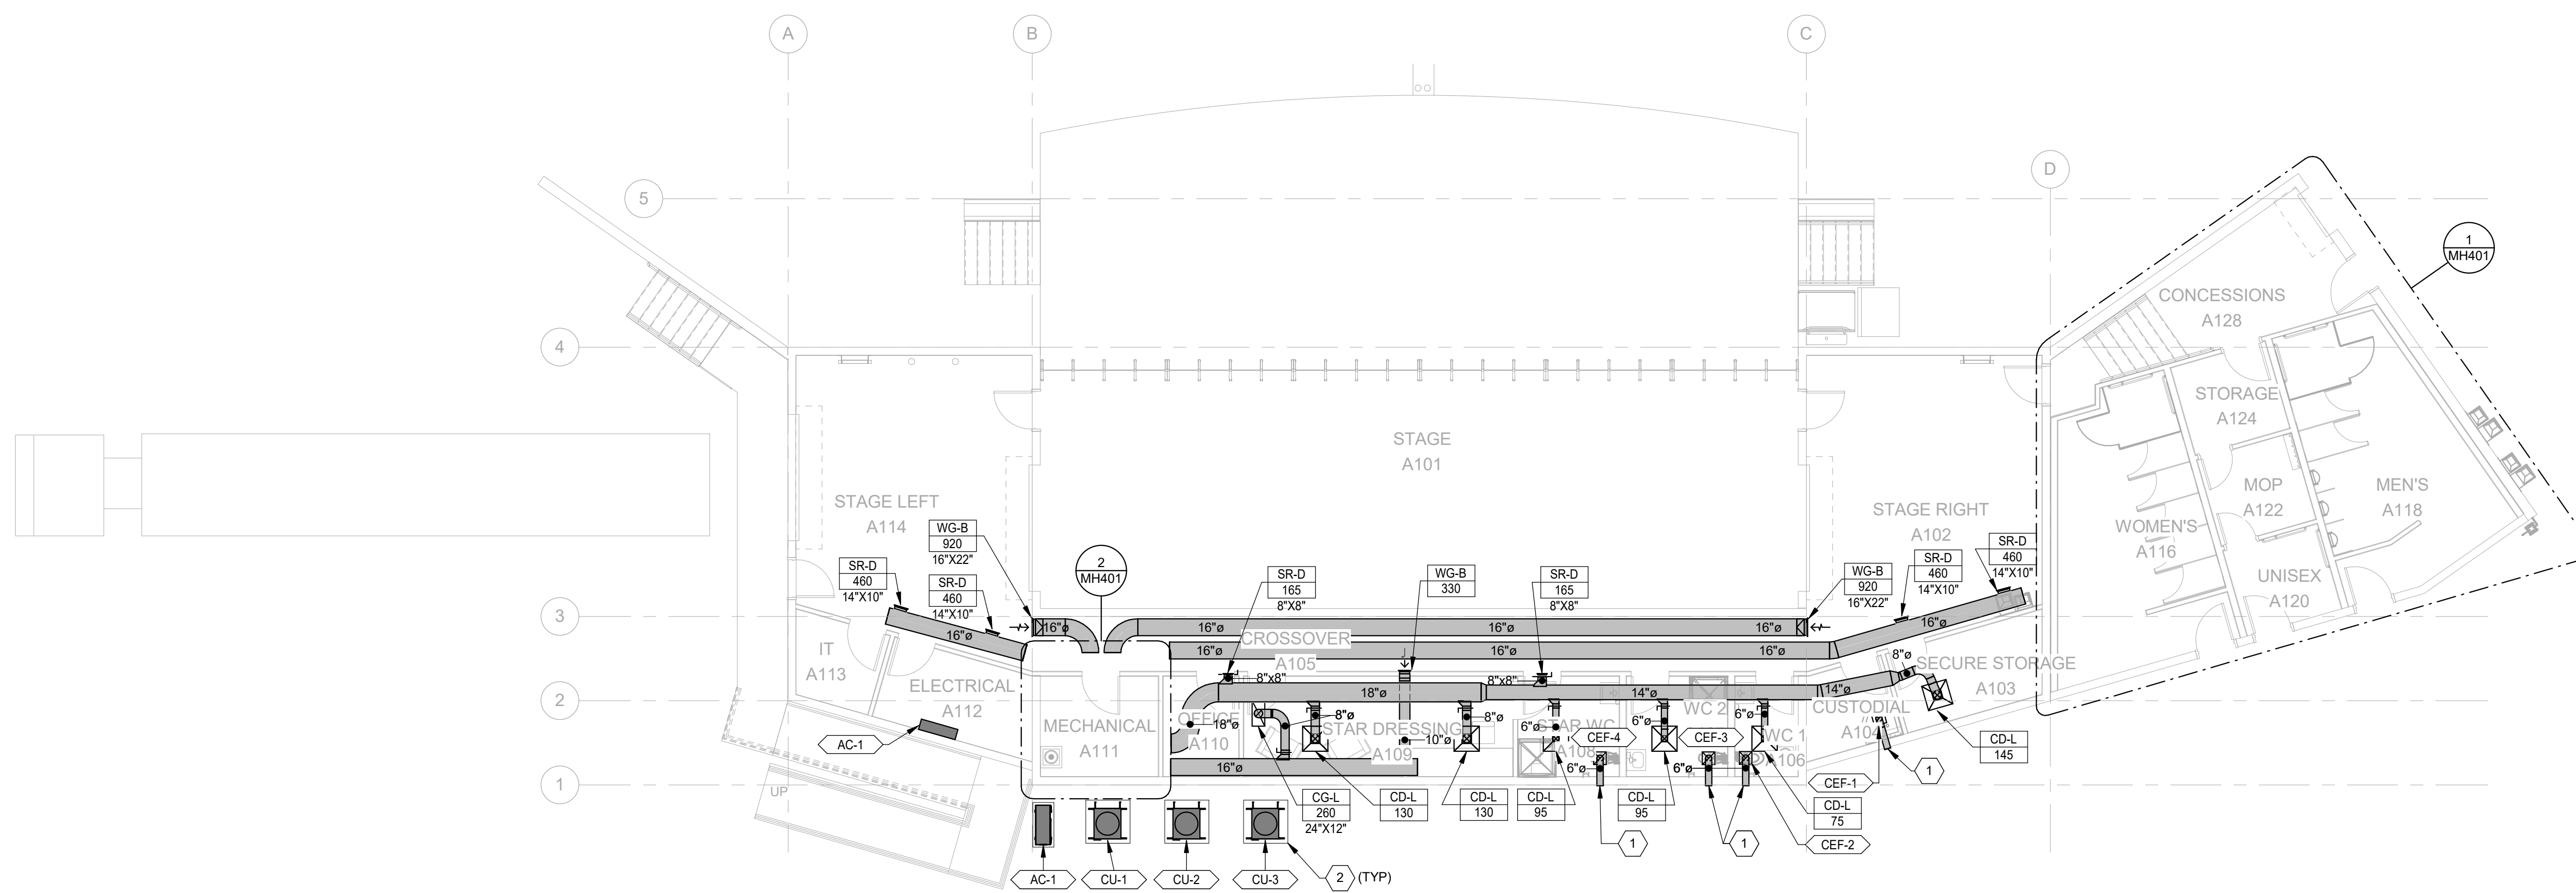 A
B
C
D
5
4
3
2
1
1
MH401
CONCESSIONS
A128
STORAGE
A124
MOP
A122
MEN'S
A118
WOMEN'S
A116
UNISEX
A120
STAGE
A101
STAGE LEFT
A114
STAGE RIGHT
A102
WG-B
920
16"X22"
SR-D
460
14"X10"
SR-D
460
14"X10"
2
MH401
SR-D
165
8"X8"
WG-B
330
SR-D
165
8"X8"
WG-B
920
16"X22"
SR-D
460
14"X10"
SR-D
460
14"X10"
16"ø
16"ø
16"ø
16"ø
16"ø
16"ø
CROSSOVER
A105
16"ø
16"ø
16"ø
IT
A113
ELECTRICAL
A112
MECHANICAL
A111
OFFICE
A110
STAR DRESSING
A109
STAR WC
A108
WC 2
WC 1
A106
CUSTODIAL
A104
SECURE STORAGE
A103
8"x8"
8"x8"
18"ø
18"ø
14"ø
14"ø
8"ø
8"ø
8"ø
10"ø
6"ø
6"ø
6"ø
6"ø
6"ø
16"ø
CEF-4
CEF-3
AC-1
UP
CG-L
260
24"X12"
CD-L
130
CD-L
130
CD-L
95
CD-L
95
CEF-1
CD-L
75
CEF-2
CD-L
145
1
1
1
AC-1
CU-1
CU-2
CU-3
2
(TYP)